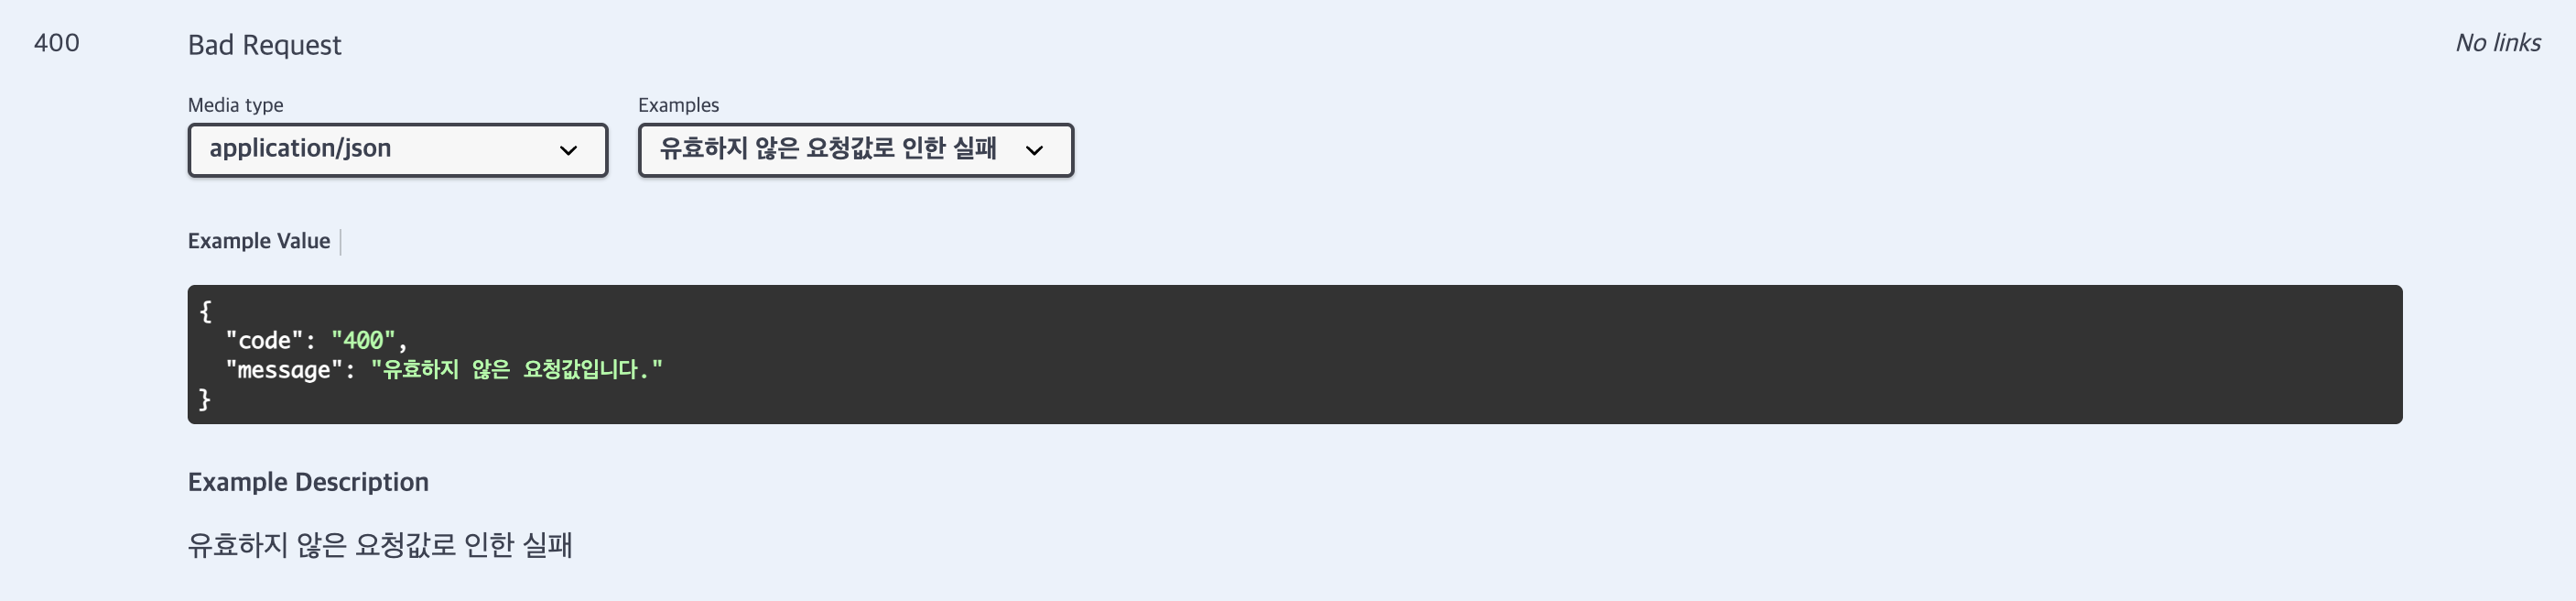 400 Bad Request No links
Media type Examples
application/json 유효하지 않은 요청값로 인한 실패
Example Value
{
"code": "400",
"message": "유효하지 않은 요청값입니다."
}
Example Description
유효하지 않은 요청값로 인한 실패